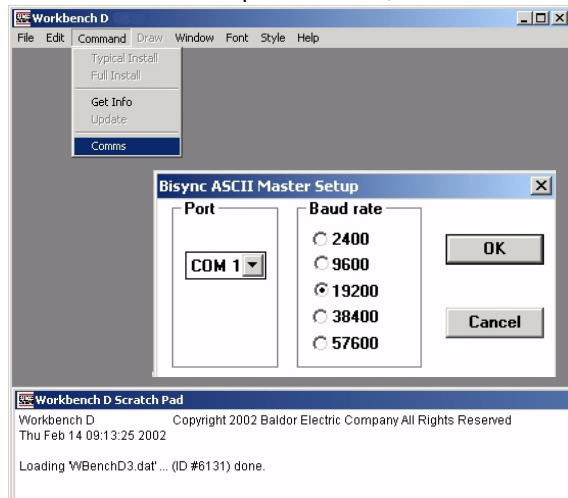 Workbench D
File Edit Command Draw Window Font Style Help
Typical Install
Full Install
Get Info
Update
Comms
Bisync ASCII Master Setup
Port
COM 1
Baud rate
2400
9600
19200
38400
57600
OK
Cancel
Workbench D Scratch Pad
Workbench D Copyright 2002 Baldor Electric Company All Rights Reserved
Thu Feb 14 09:13:25 2002
Loading 'WBenchD3.dat' ... (ID #6131) done.